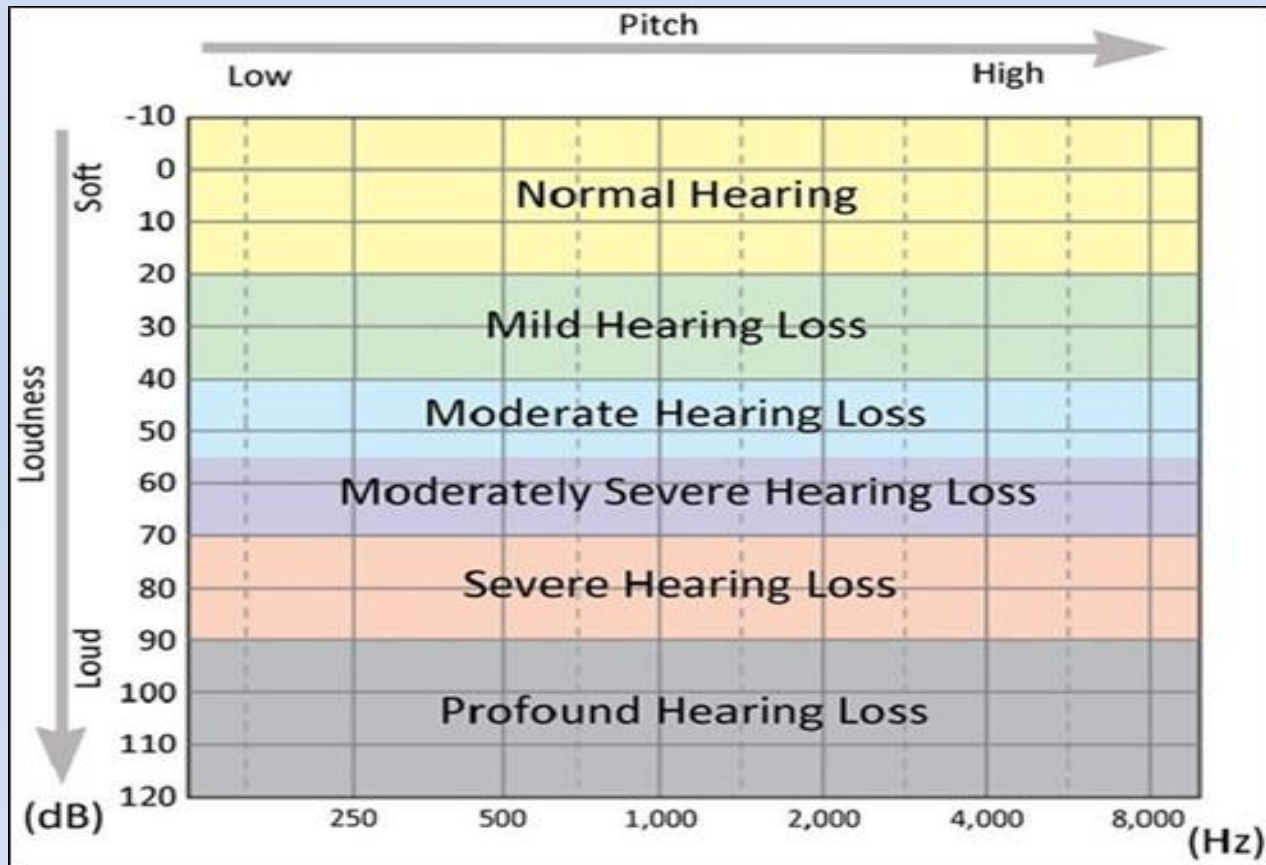 Pitch
Low High
-10
Soft
0
Normal Hearing
10
20
30
Mild Hearing Loss
40
Loudness
Moderate Hearing Loss
50
60
Moderately Severe Hearing Loss
70
80
Severe Hearing Loss
90
Loud
100
Profound Hearing Loss
110
120
(dB)
250 500 1,000 2,000 4,000 8,000 (Hz)